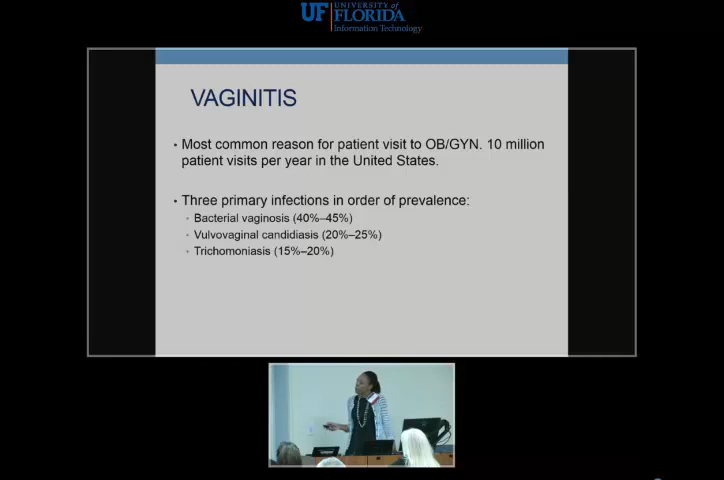 UF UNIVERSITY of
FLORIDA
Information Technology
VAGINITIS
• Most common reason for patient visit to OB/GYN. 10 million
patient visits per year in the United States.
• Three primary infections in order of prevalence:
• Bacterial vaginosis (40%–45%)
• Vulvovaginal candidiasis (20%–25%)
• Trichomoniasis (15%–20%)